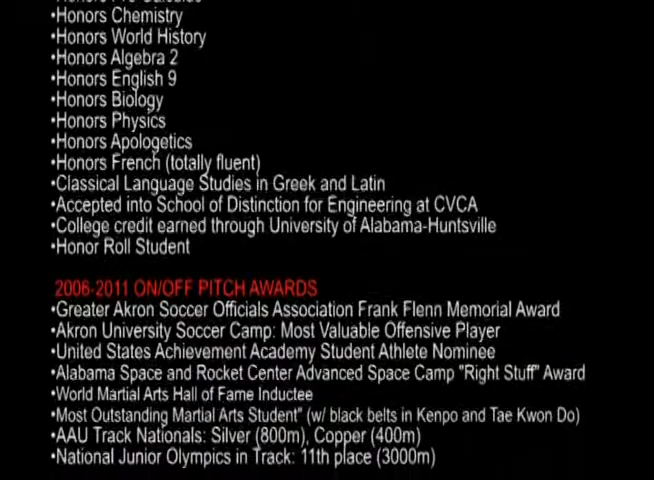 •Honors Pre-Calculus
•Honors Chemistry
•Honors World History
•Honors Algebra 2
•Honors English 9
•Honors Biology
•Honors Physics
•Honors Apologetics
•Honors French (totally fluent)
•Classical Language Studies in Greek and Latin
•Accepted into School of Distinction for Engineering at CVCA
•College credit earned through University of Alabama-Huntsville
•Honor Roll Student
2006-2011 ON/OFF PITCH AWARDS
•Greater Akron Soccer Officials Association Frank Flenn Memorial Award
•Akron University Soccer Camp: Most Valuable Offensive Player
•United States Achievement Academy Student Athlete Nominee
•Alabama Space and Rocket Center Advanced Space Camp "Right Stuff" Award
•World Martial Arts Hall of Fame Inductee
•Most Outstanding Martial Arts Student" (w/ black belts in Kenpo and Tae Kwon Do)
•AAU Track Nationals: Silver (800m), Copper (400m)
•National Junior Olympics in Track: 11th place (3000m)